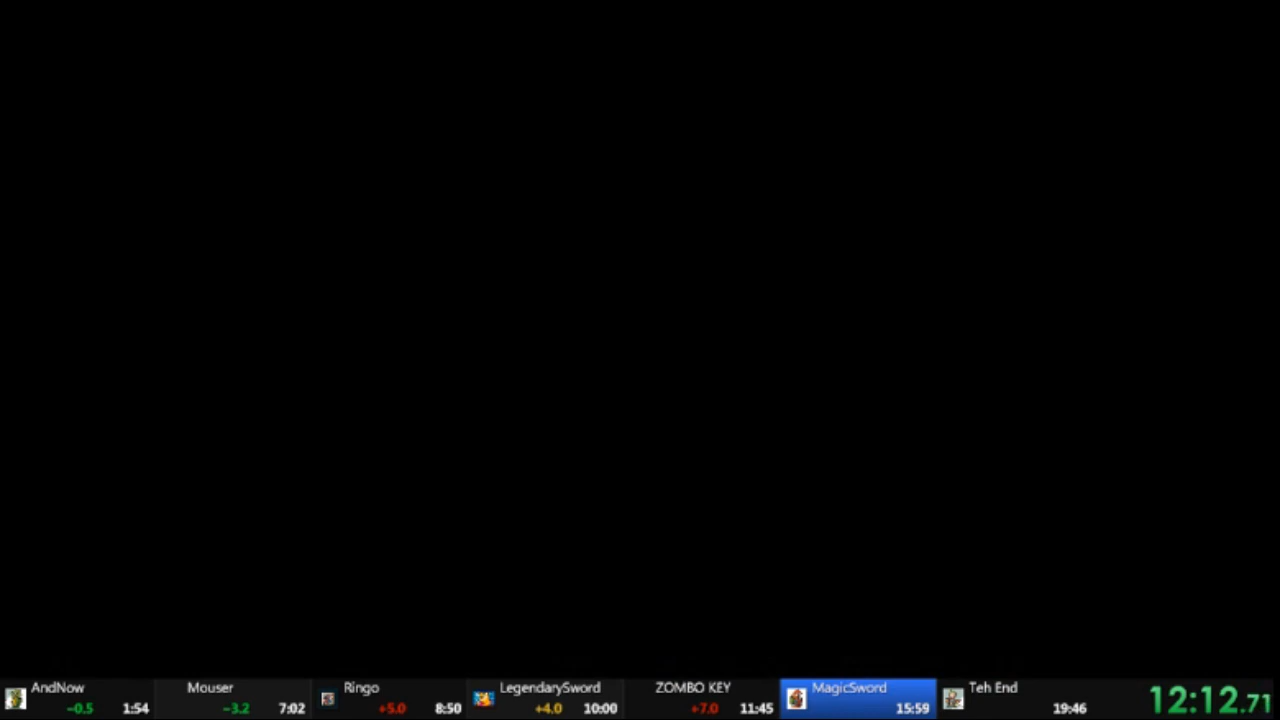 AndNow
−0.5 1:54
Mouser
−3.2 7:02
Ringo
+5.0 8:50
LegendarySword
+4.0 10:00
ZOMBO KEY
+7.0 11:45
MagicSword
15:59
Teh End
19:46
12:12.71